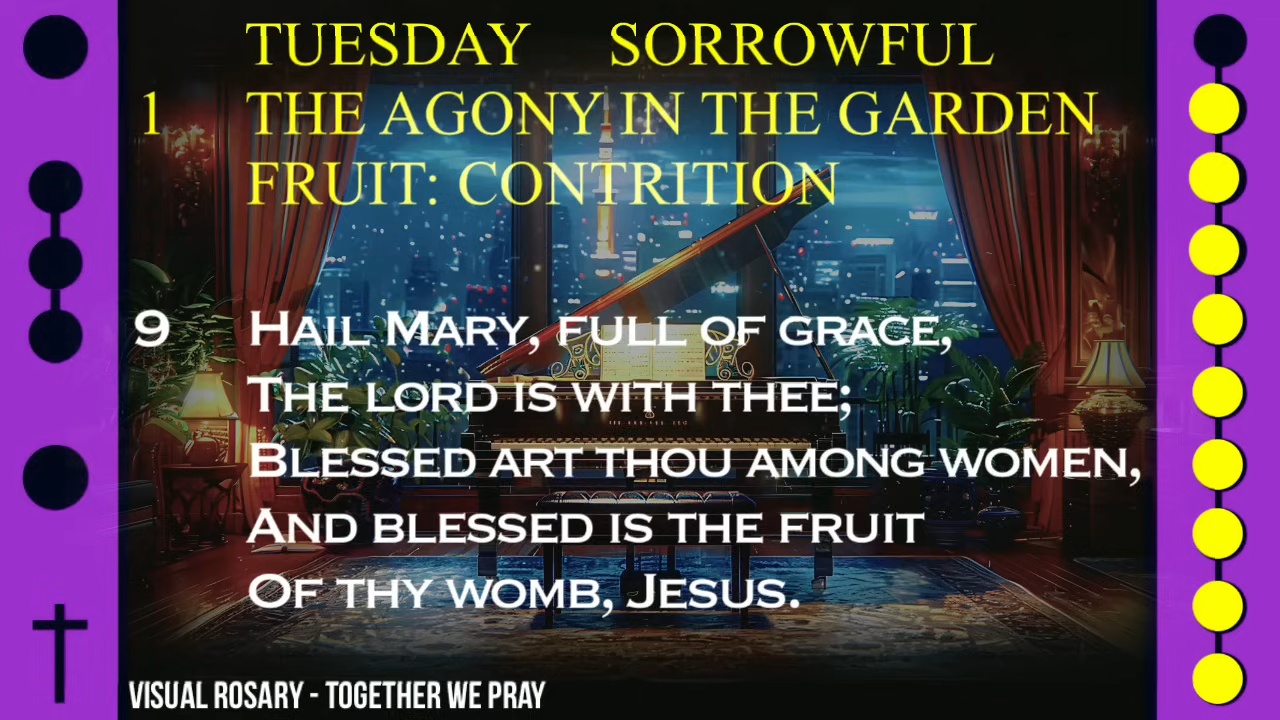 TUESDAY SORROWFUL
1 THE AGONY IN THE GARDEN
FRUIT: CONTRITION
9 HAIL MARY, FULL OF GRACE,
THE LORD IS WITH THEE;
BLESSED ART THOU AMONG WOMEN,
AND BLESSED IS THE FRUIT
OF THY WOMB, JESUS.
VISUAL ROSARY - TOGETHER WE PRAY